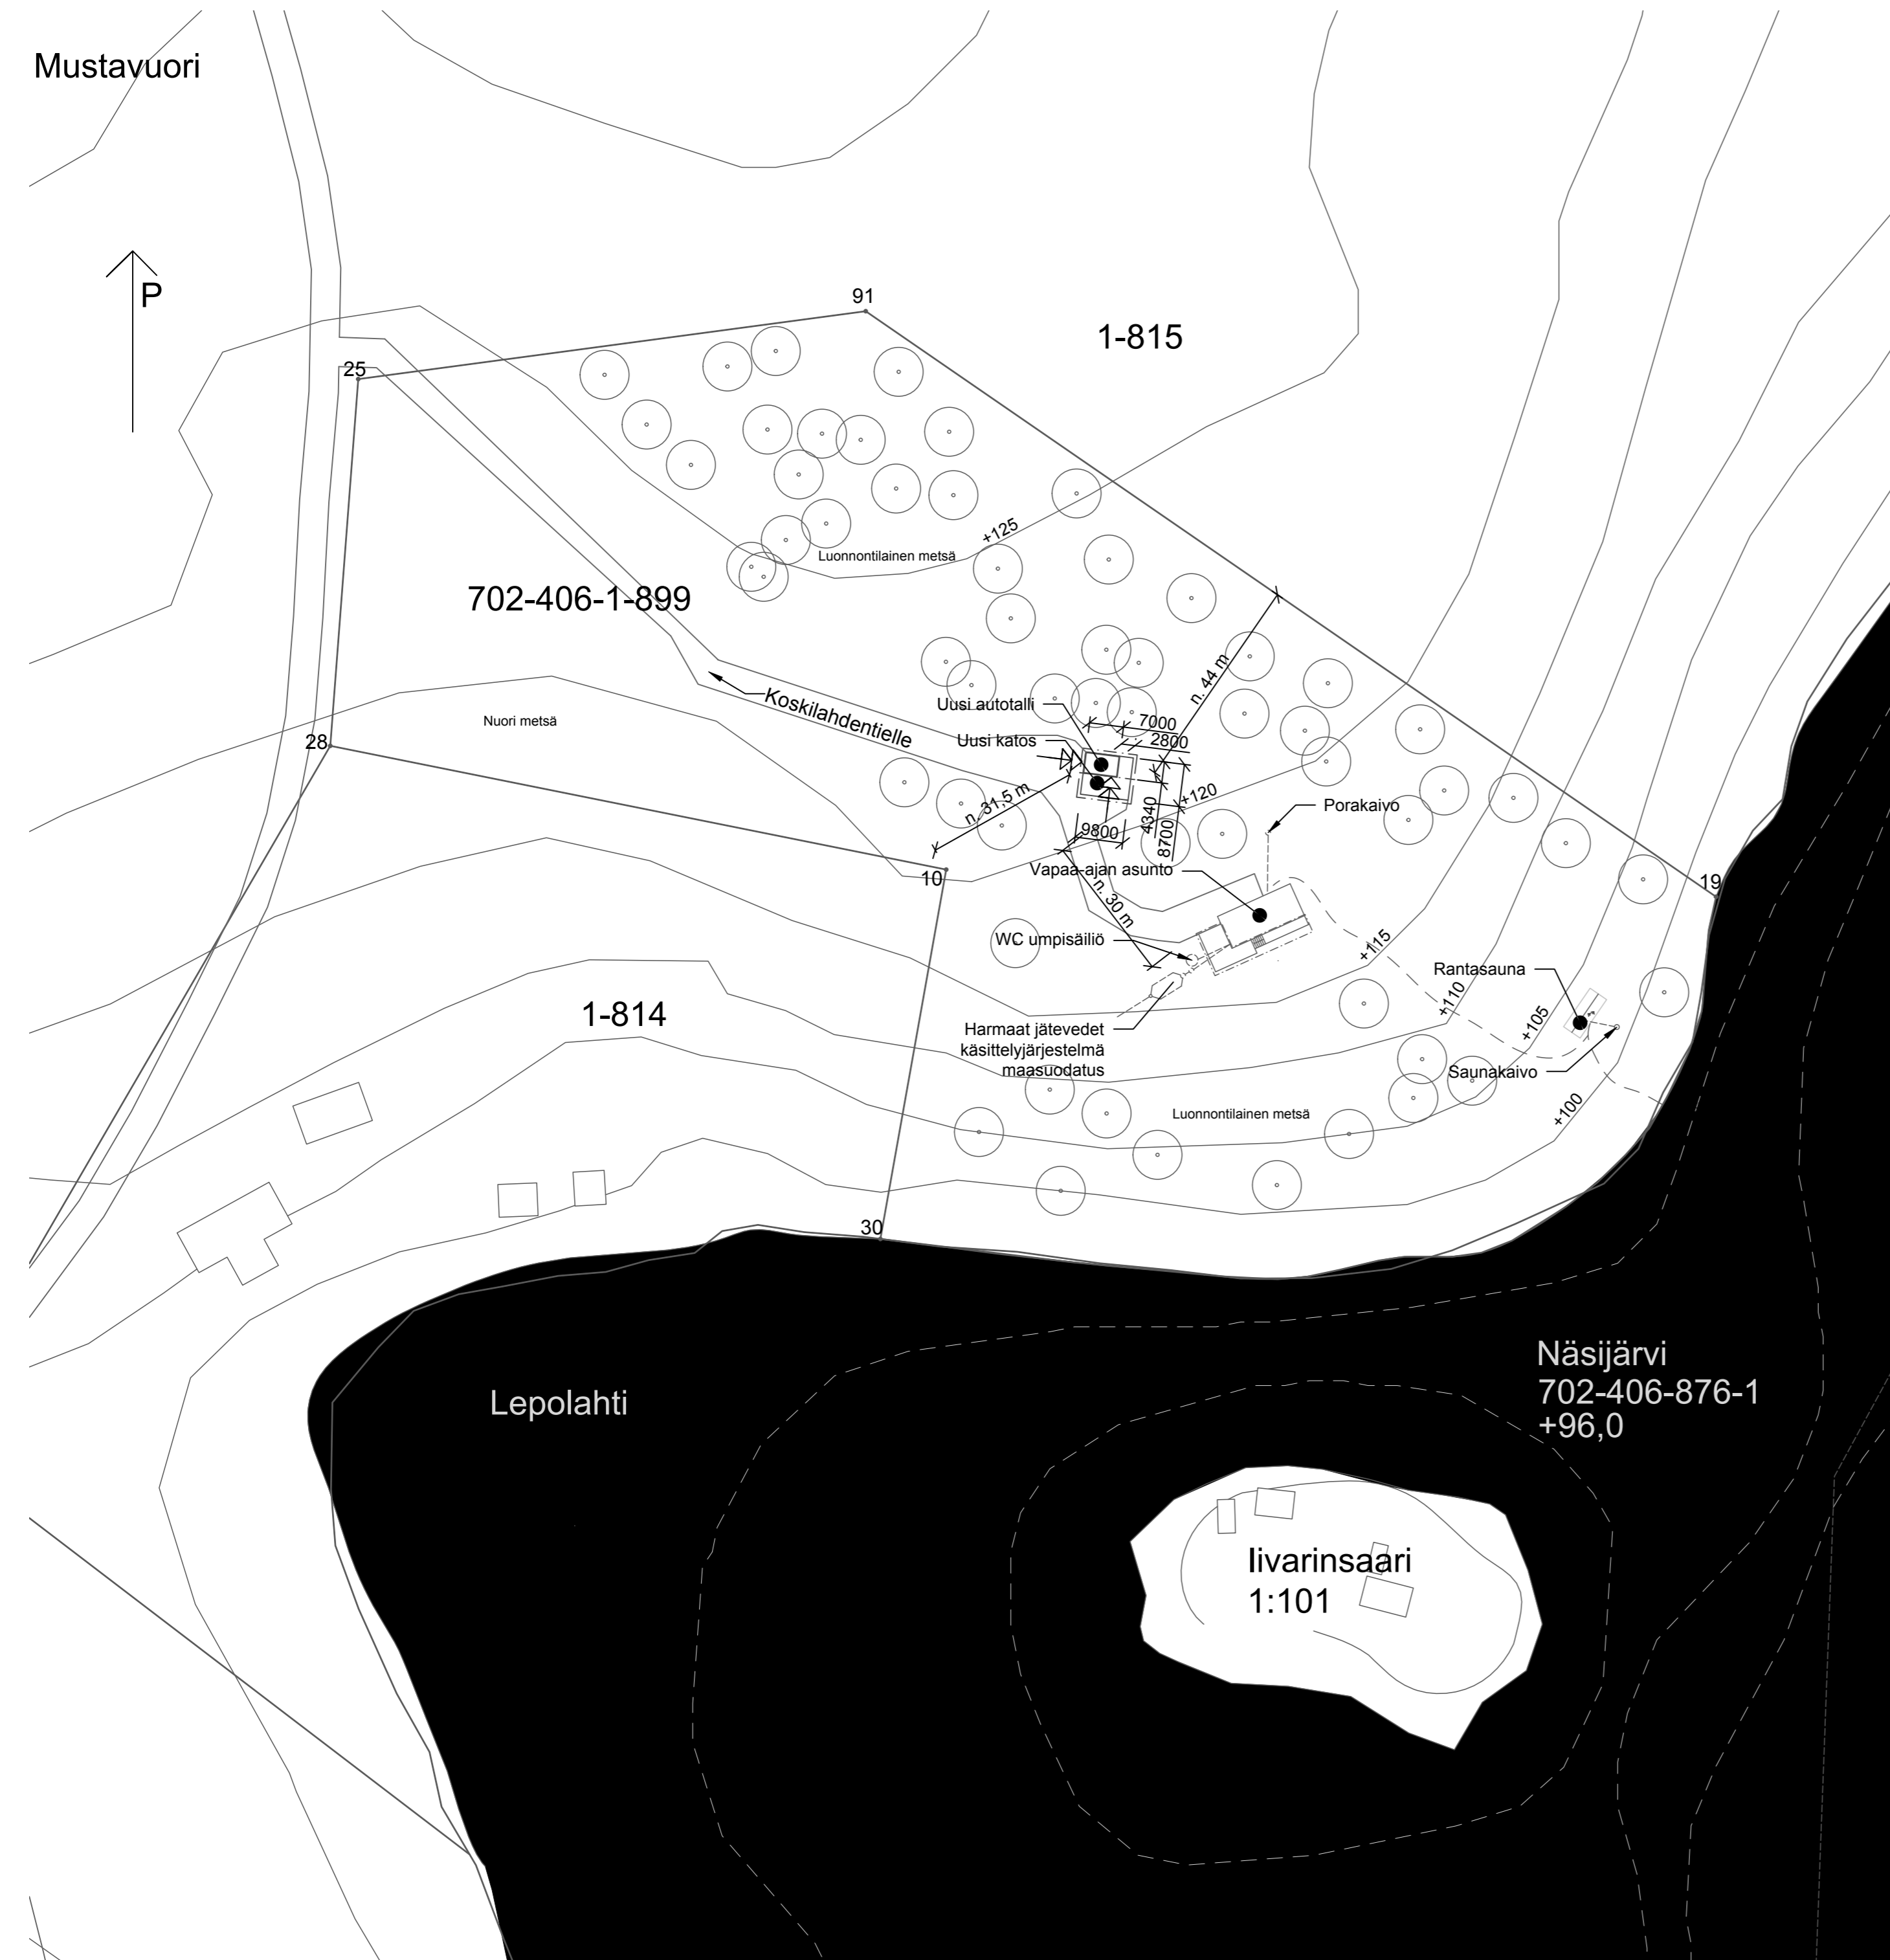 Mustavuori
P
91
1-815
25
+125
Luonnontilainen metsä
702-406-1-899
n. 44 m
Koskilahdentielle
Uusi autotalli
7000
Nuori metsä
28
Uusi katos
2800
n. 31,5 m
+120
Porakaivo
4340
9800
8700
10
Vapaa-ajan asunto
19
n. 30 m
WC umpisäiliö
+115
Rantasauna
+110
1-814
Harmaat jätevedet
käsittelyjärjestelmä
maasuodatus
+105
Saunakaivo
Luonnontilainen metsä
+100
30
Näsijärvi
702-406-876-1
+96,0
Lepolahti
Iivarinsaari
1:101